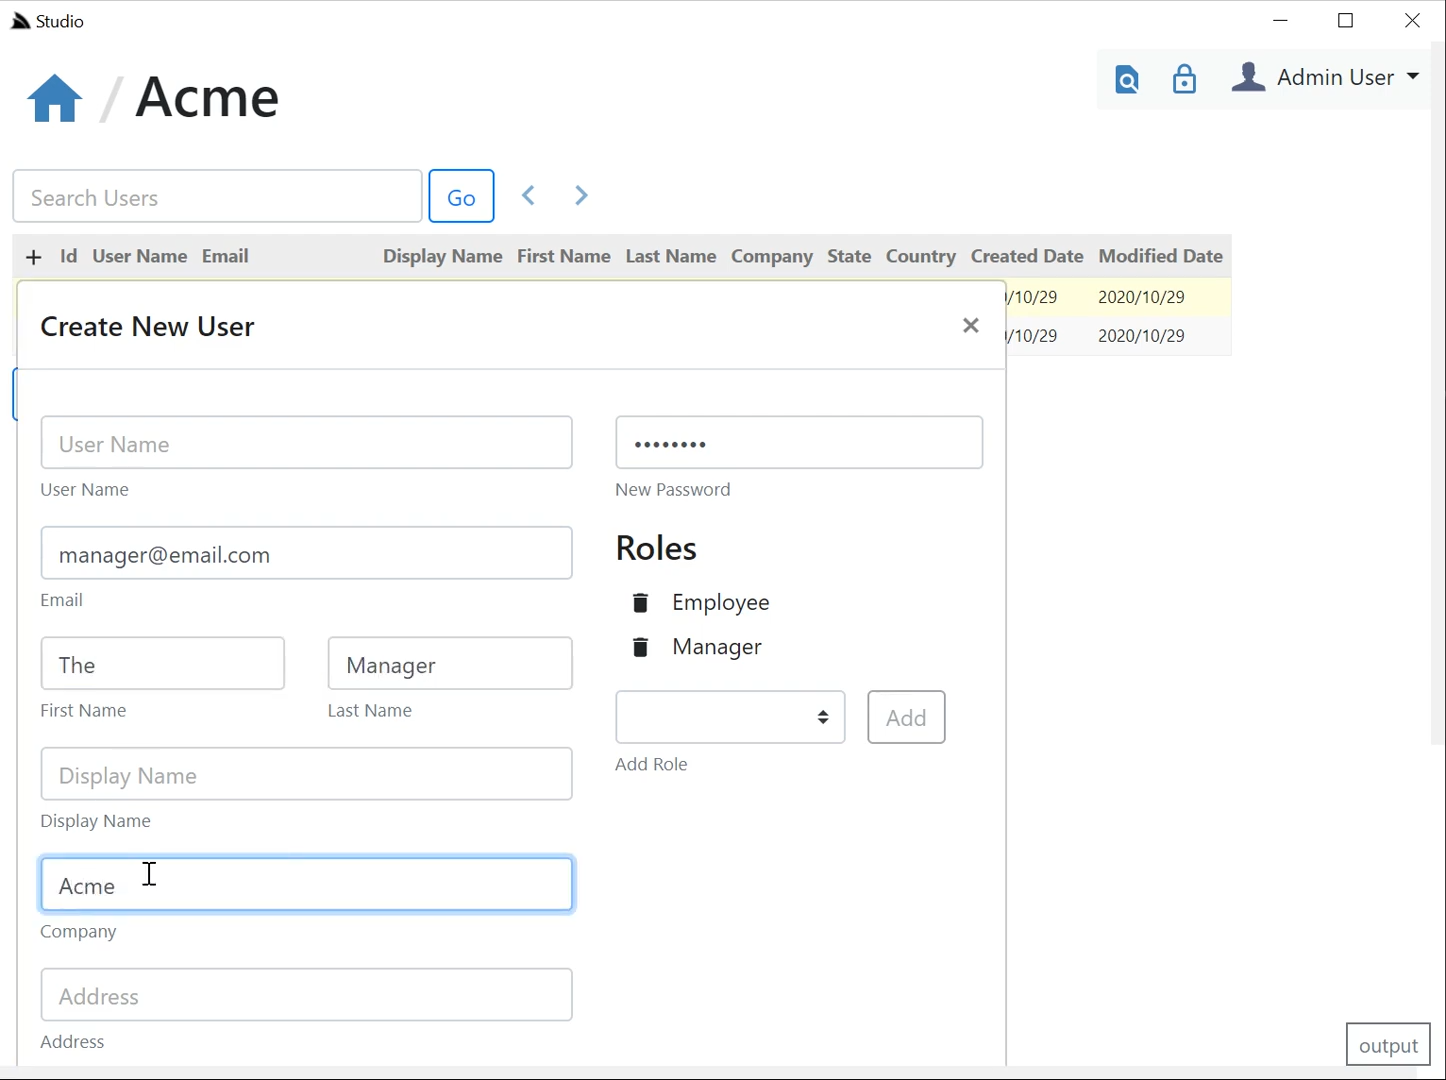 Studio
/ Acme
Admin User
Search Users
Go
+ Id User Name Email Display Name First Name Last Name Company State Country Created Date Modified Date
/10/29 2020/10/29
/10/29 2020/10/29
Create New User
User Name
User Name
••••••••
New Password
manager@email.com
Email
The
First Name
Manager
Last Name
Display Name
Display Name
Acme
Company
Address
Address
Roles
Employee
Manager
Add
Add Role
output